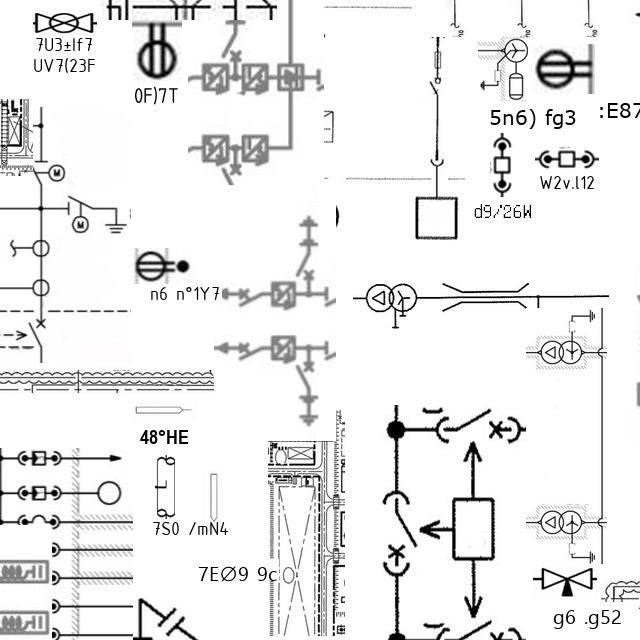 7U3±If7
UV7(23F
0F)7T
5n6) fg3
:E87
W2v.l12
d9/26W
n6 n°1Y7
48°HE
7S0 /mN4
7E∅9 9c
g6 .g52
M
M